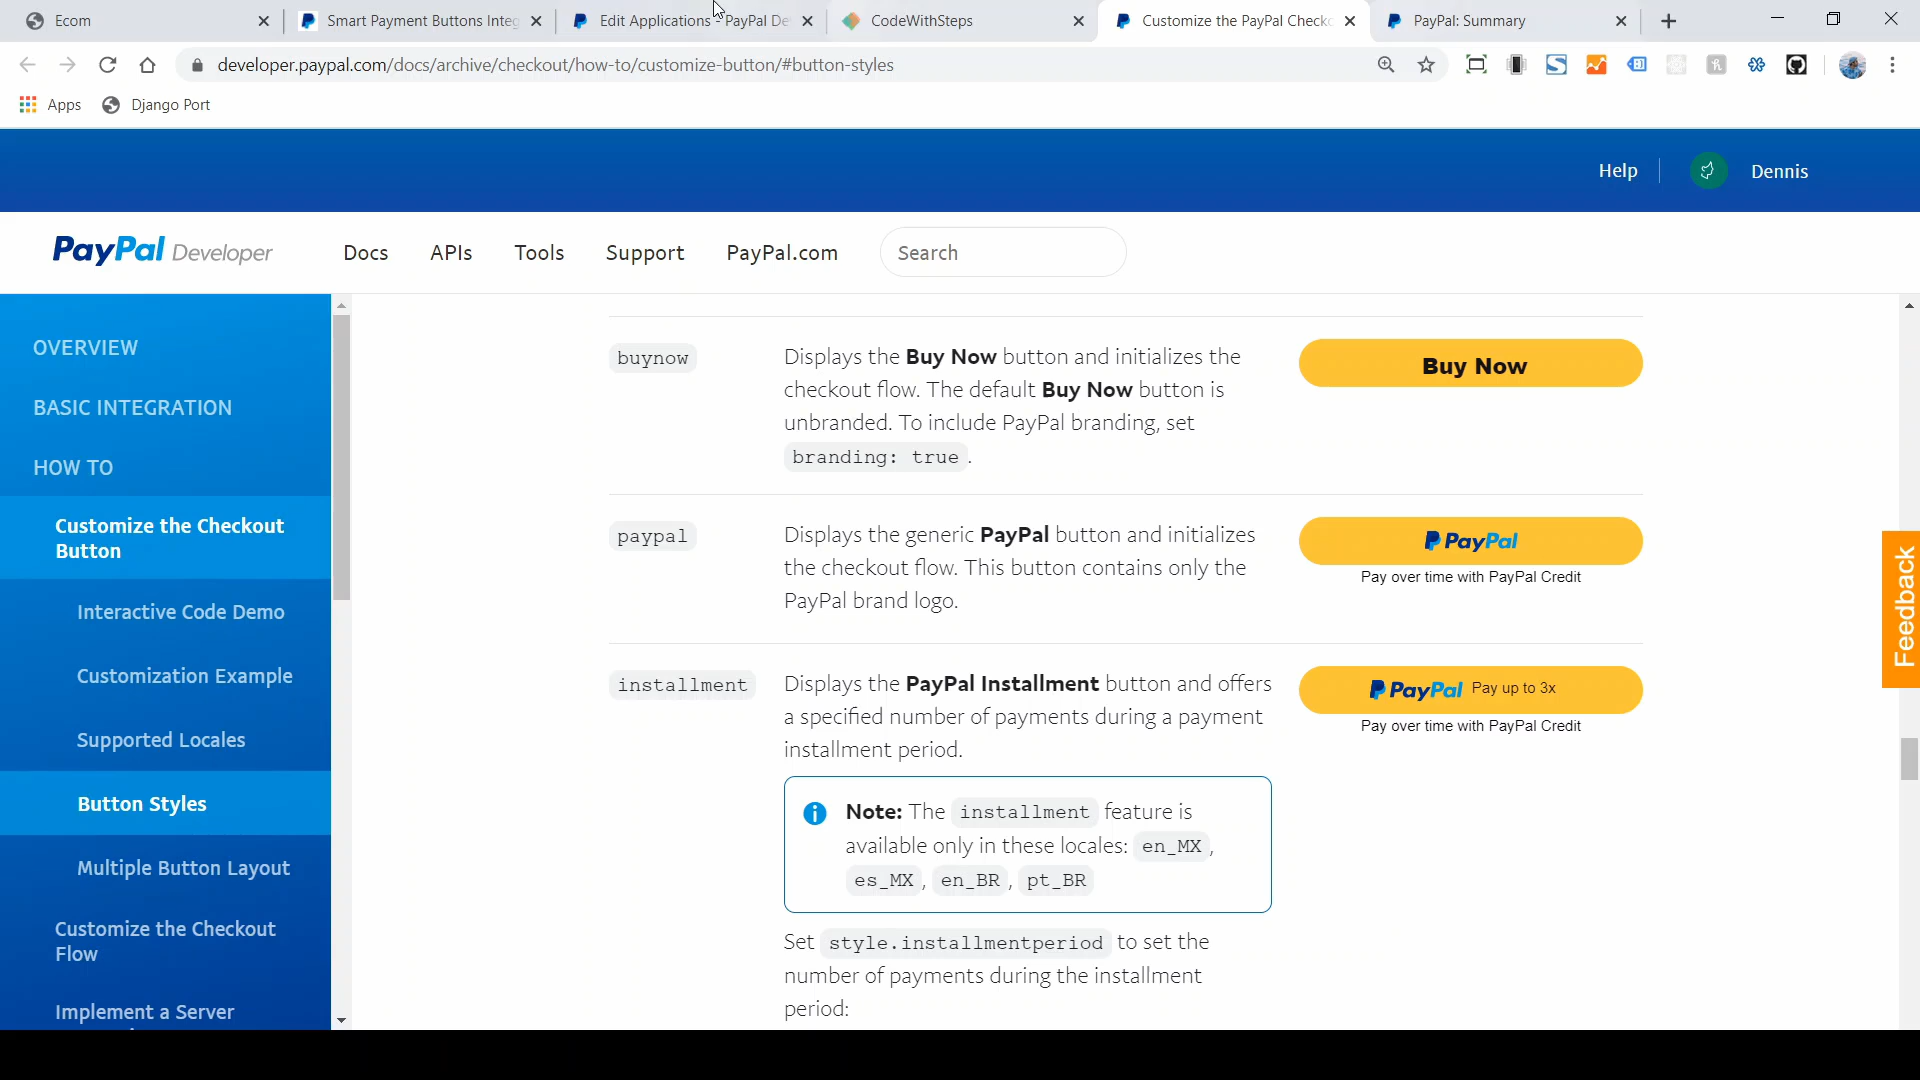 Ecom
Smart Payment Buttons Integ
Edit Applications - PayPal De
CodeWithSteps
Customize the PayPal Checko
PayPal: Summary
developer.paypal.com/docs/archive/checkout/how-to/customize-button/#button-styles
Apps
Django Port
Help
Dennis
PayPal Developer
Docs
APIs
Tools
Support
PayPal.com
Search
OVERVIEW
BASIC INTEGRATION
HOW TO
Customize the Checkout
Button
Interactive Code Demo
Customization Example
Supported Locales
Button Styles
Multiple Button Layout
Customize the Checkout
Flow
Implement a Server
buynow
Displays the Buy Now button and initializes the
checkout flow. The default Buy Now button is
unbranded. To include PayPal branding, set
branding: true .
Buy Now
paypal
Displays the generic PayPal button and initializes
the checkout flow. This button contains only the
PayPal brand logo.
PayPal
Pay over time with PayPal Credit
installment
Displays the PayPal Installment button and offers
a specified number of payments during a payment
installment period.
PayPal Pay up to 3x
Pay over time with PayPal Credit
Note: The installment feature is
available only in these locales: en_MX ,
es_MX , en_BR , pt_BR
Set style.installmentperiod to set the
number of payments during the installment
period:
Feedback